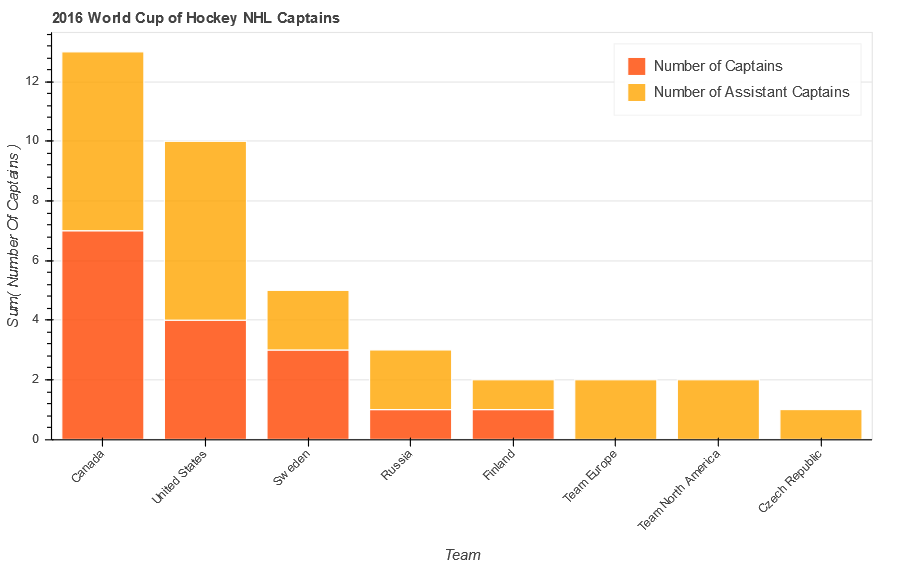 2016 World Cup of Hockey NHL Captains
Number of Captains
Number of Assistant Captains
Sum( Number Of Captains )
12
10
8
6
4
2
0
Canada
United States
Sweden
Russia
Finland
Team Europe
Team North America
Czech Republic
Team